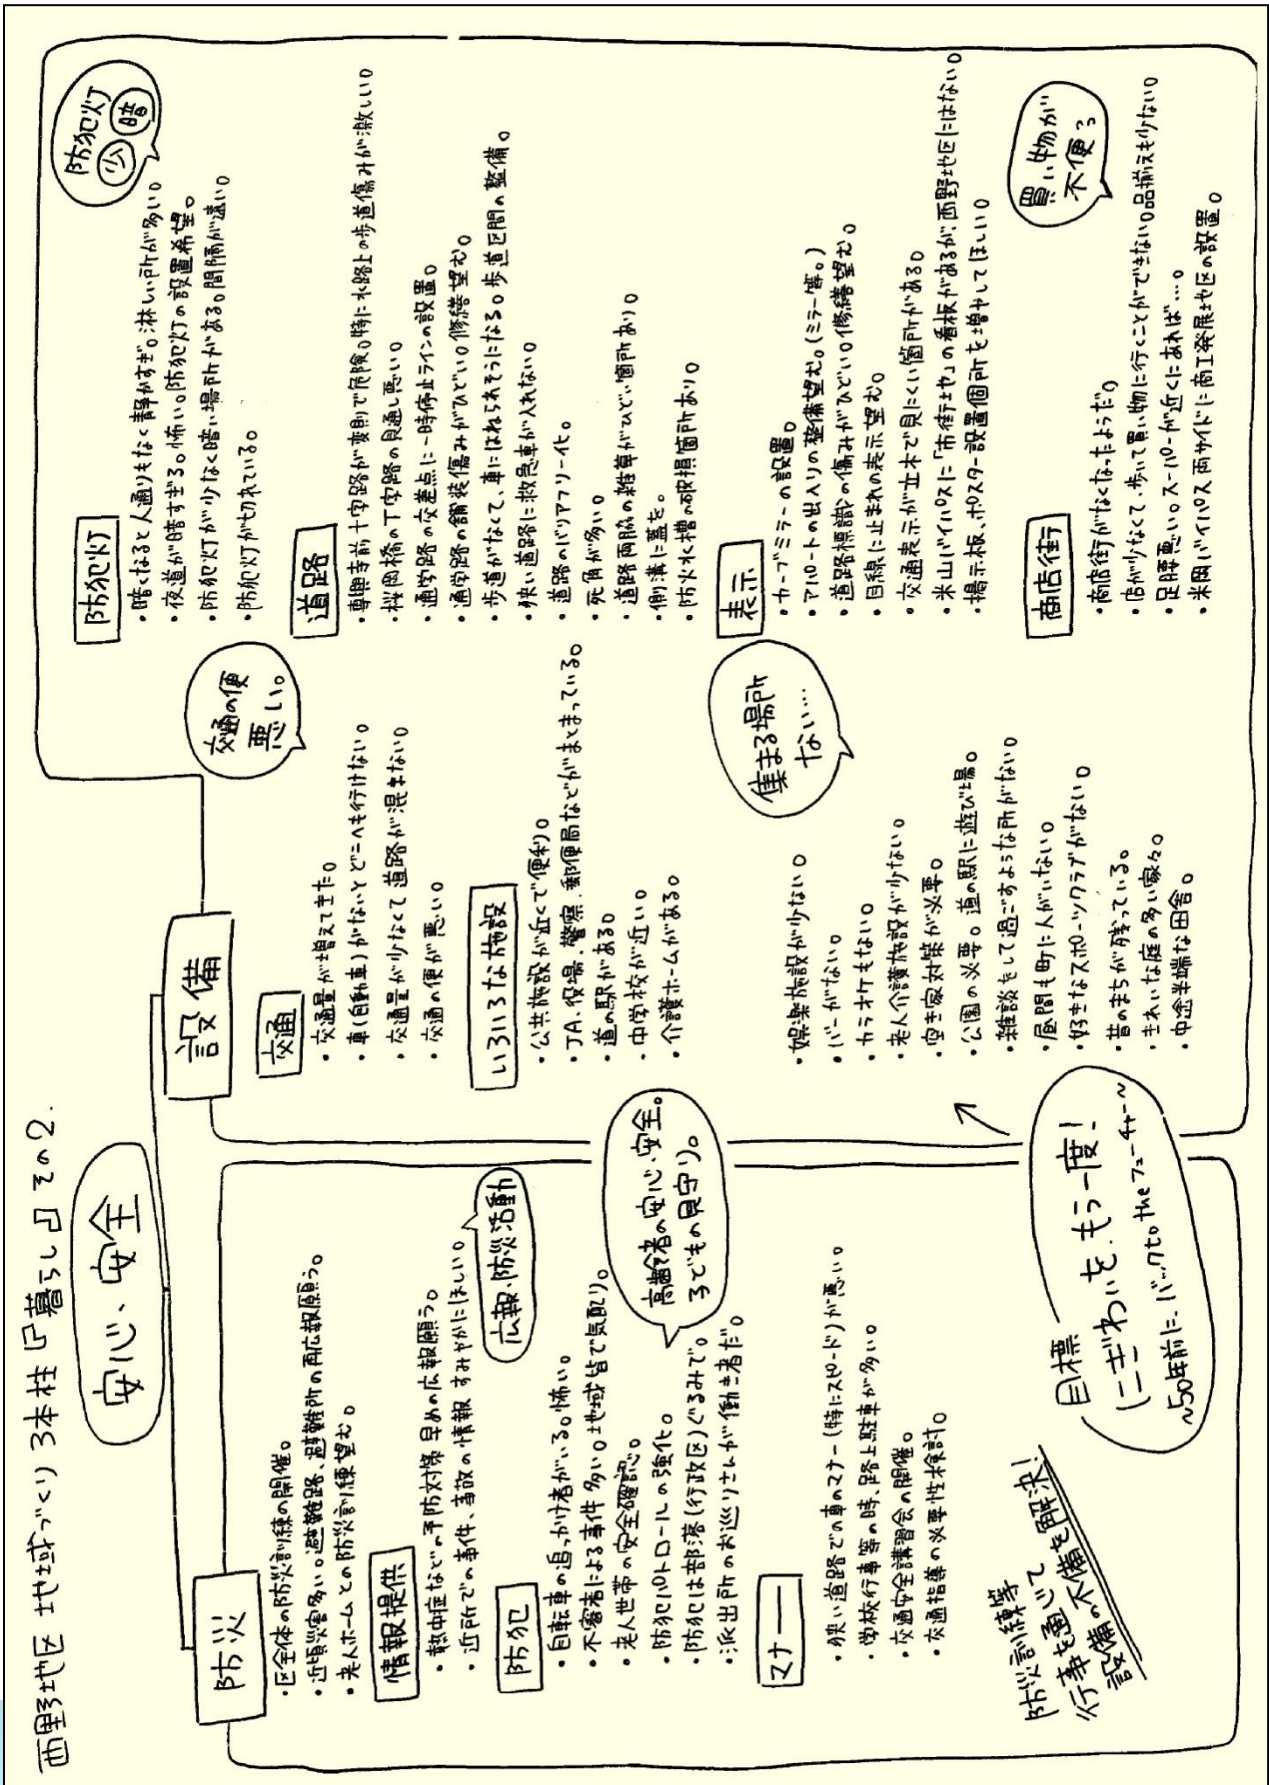 西野地区 地域づくり 3本柱『暮らし』その2.
安心、安全
防災
・区全体の防災訓練の開催。
・近頃災害多い。避難路、避難所の再広報願う。
・老人ホームとの防災訓練望む。
情報提供
・熱中症などの予防対策 早めの広報願う。
・近所での事件、事故の情報 すみやかにほしい。
広報・防災活動
防犯
・自転車の追っかけ者がいる。怖い。
・不審者による事件多い。地域皆で気配り。
・老人世帯の安全確認。
・防犯パトロールの強化。
・防犯は部落(行政区)ぐるみで。
・派出所のお巡りさんが働き者だ。
高齢者の安心、安全。
子どもの見守り。
マナー
・狭い道路での車のマナー(特にスピード)が悪い。
・学校行事等の時、路上駐車が多い。
・交通安全講習会の開催。
・交通指導の必要性検討。
防災訓練等
行事を通じて
設備の不備を解決!
目標
にぎわいを、もう一度!
~50年前に、バックto the フューチャー~
設備
交通
・交通量が増えてきた。
・車(自動車)がないとどこへも行けない。
・交通量が少なくて道路が混まない。
・交通の便が悪い。
交通の便
悪い。
いろいろな施設
・公共施設が近くで便利。
・JA、役場、警察、郵便局などがまとまっている。
・道の駅がある。
・中学校が近い。
・介護ホームがある。
・娯楽施設が少ない。
・バーがない。
・カラオケもない。
・老人介護施設が少ない。
・空き家対策が必要。
・公園の必要。道の駅に遊び場。
・雑談をして過ごすような所がない。
・昼間も町に人がいない。
・好きなスポーツクラブがない。
・昔のまちが残っている。
・きれいな庭の多い家々。
・中途半端な田舎。
集まる場所
ない…
防犯灯
・暗くなると人通りもなく静かすぎ。淋しい所が多い。
・夜道が暗すぎる。怖い。防犯灯の設置希望。
・防犯灯が少なく暗い場所がある。間隔が遠い。
・防犯灯が切れている。
防犯灯
少 暗
道路
・専興寺前十字路が変則で危険。特に水路上の歩道傷みが激しい。
・桜岡橋の丁字路の見通し悪い。
・通学路の交差点に一時停止ラインの設置。
・通学路の舗装傷みがひどい。修繕望む。
・歩道がなくて、車にはねられそうになる。歩道区間の整備。
・狭い道路に救急車が入れない。
・道路のバリアフリー化。
・死角が多い。
・道路両脇の雑草がひどい箇所あり。
・側溝に蓋を。
・防火水槽の破損箇所あり。
表示
・カーブミラーの設置。
・アパートの出入りの整備望む。(ミラー等。)
・道路標識の傷みがひどい。修繕望む。
・目線に止まれの表示望む。
・交通表示が立木で見にくい箇所がある。
・米山バイパスに「市街地」の看板があるが、西野地区にはない。
・掲示板、ポスター設置個所を増やしてほしい。
商店街
・商店街がなくなったようだ。
・店が少なくて、歩いて買い物に行くことができない。品揃えも少ない。
・足腰悪い。スーパーが近くにあれば…。
・米岡バイパス両サイドに商工発展地区の設置。
買い物が
不便っ